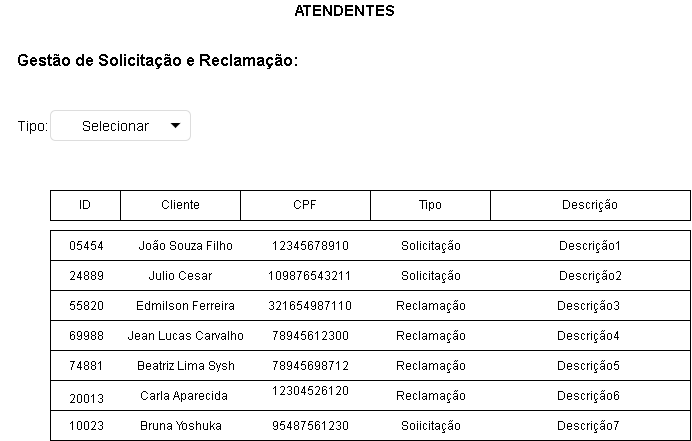 ATENDENTES
Gestão de Solicitação e Reclamação:
Tipo: Selecionar
ID Cliente CPF Tipo Descrição
05454 João Souza Filho 12345678910 Solicitação Descrição1
24889 Julio Cesar 109876543211 Solicitação Descrição2
55820 Edmilson Ferreira 321654987110 Reclamação Descrição3
69988 Jean Lucas Carvalho 78945612300 Reclamação Descrição4
74881 Beatriz Lima Sysh 78945698712 Reclamação Descrição5
20013 Carla Aparecida 12304526120 Reclamação Descrição6
10023 Bruna Yoshuka 95487561230 Soiicitação Descrição7